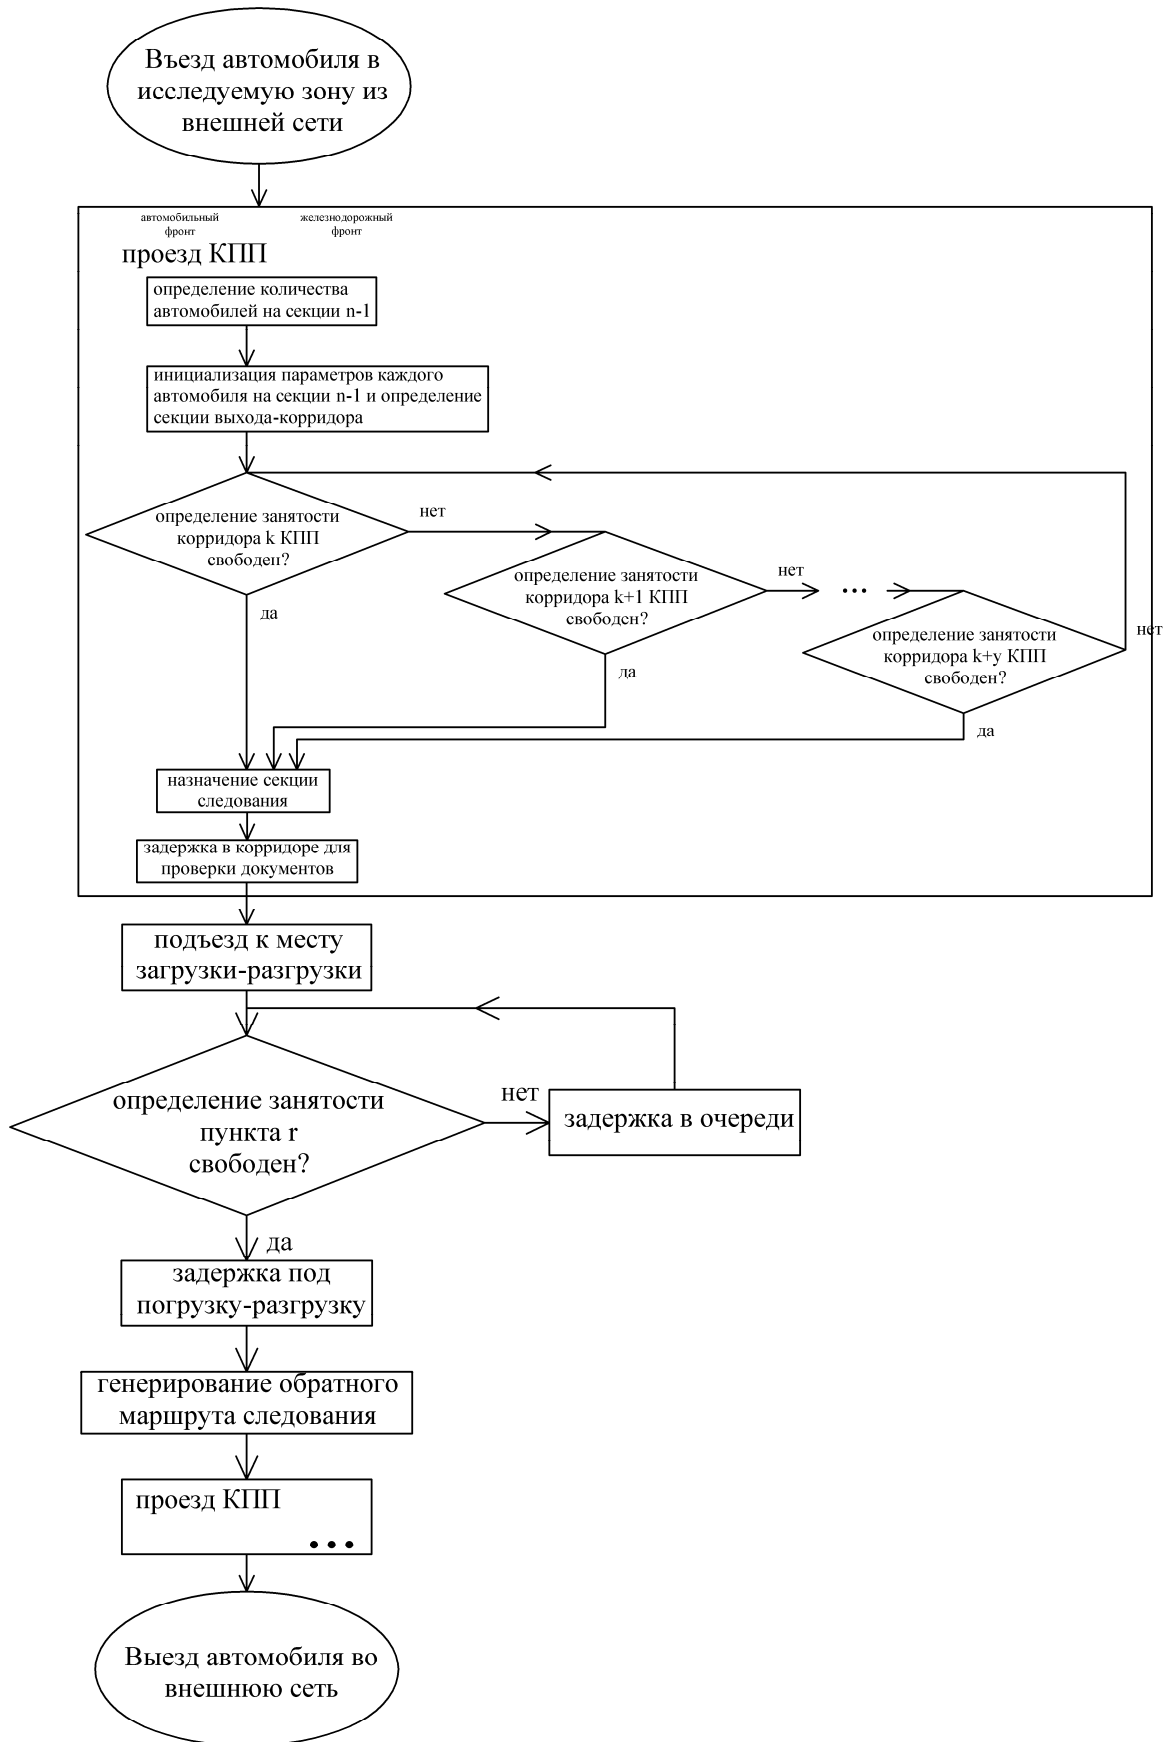 Въезд автомобиля в
исследуемую зону из
внешней сети
автомобильный
фронт
железнодорожный
фронт
проезд КПП
определение количества
автомобилей на секции n-1
инициализация параметров каждого
автомобиля на секции n-1 и определение
секции выхода-корридора
определение занятости
корридора k КПП
свободен?
нет
да
определение занятости
корридора k+1 КПП
свободен?
нет
да
...
определение занятости
корридора k+y КПП
свободен?
нет
да
назначение секции
следования
задержка в корридоре для
проверки документов
подъезд к месту
загрузки-разгрузки
определение занятости
пункта r
свободен?
нет
задержка в очереди
да
задержка под
погрузку-разгрузку
генерирование обратного
маршрута следования
проезд КПП
...
Выезд автомобиля во
внешнюю сеть